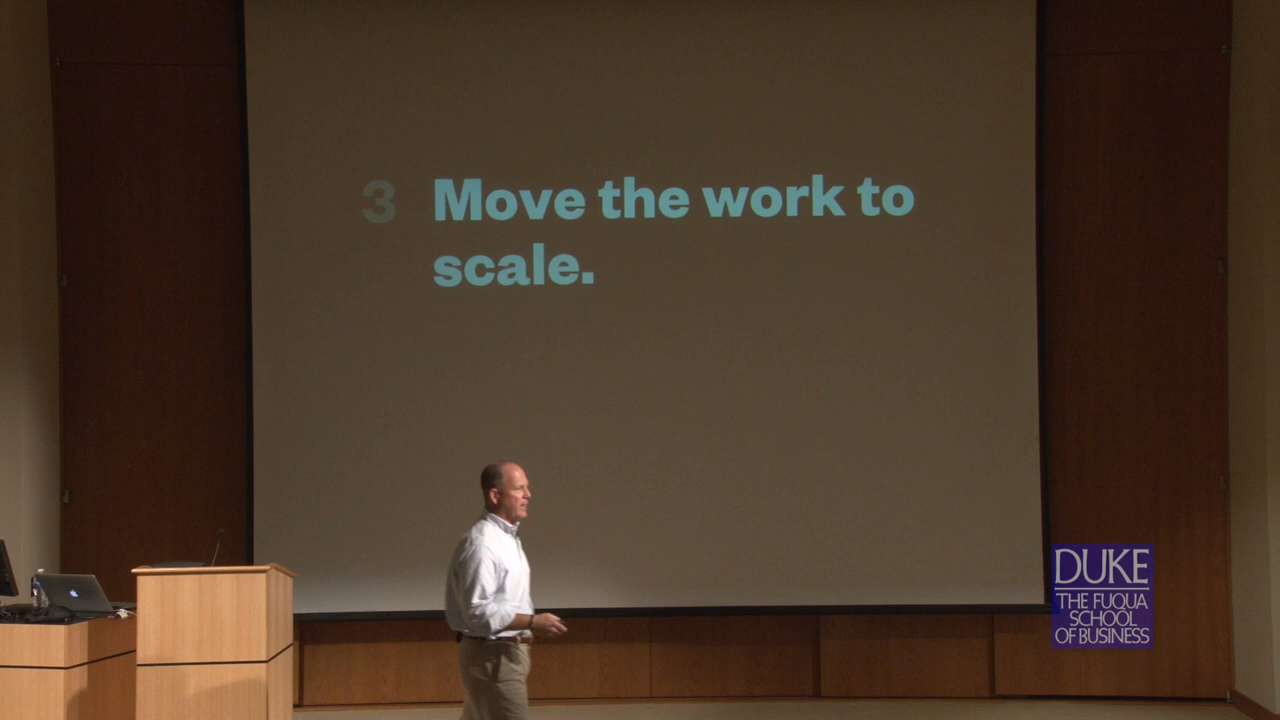 3 Move the work to
scale.
DUKE
THE FUQUA
SCHOOL
OF BUSINESS